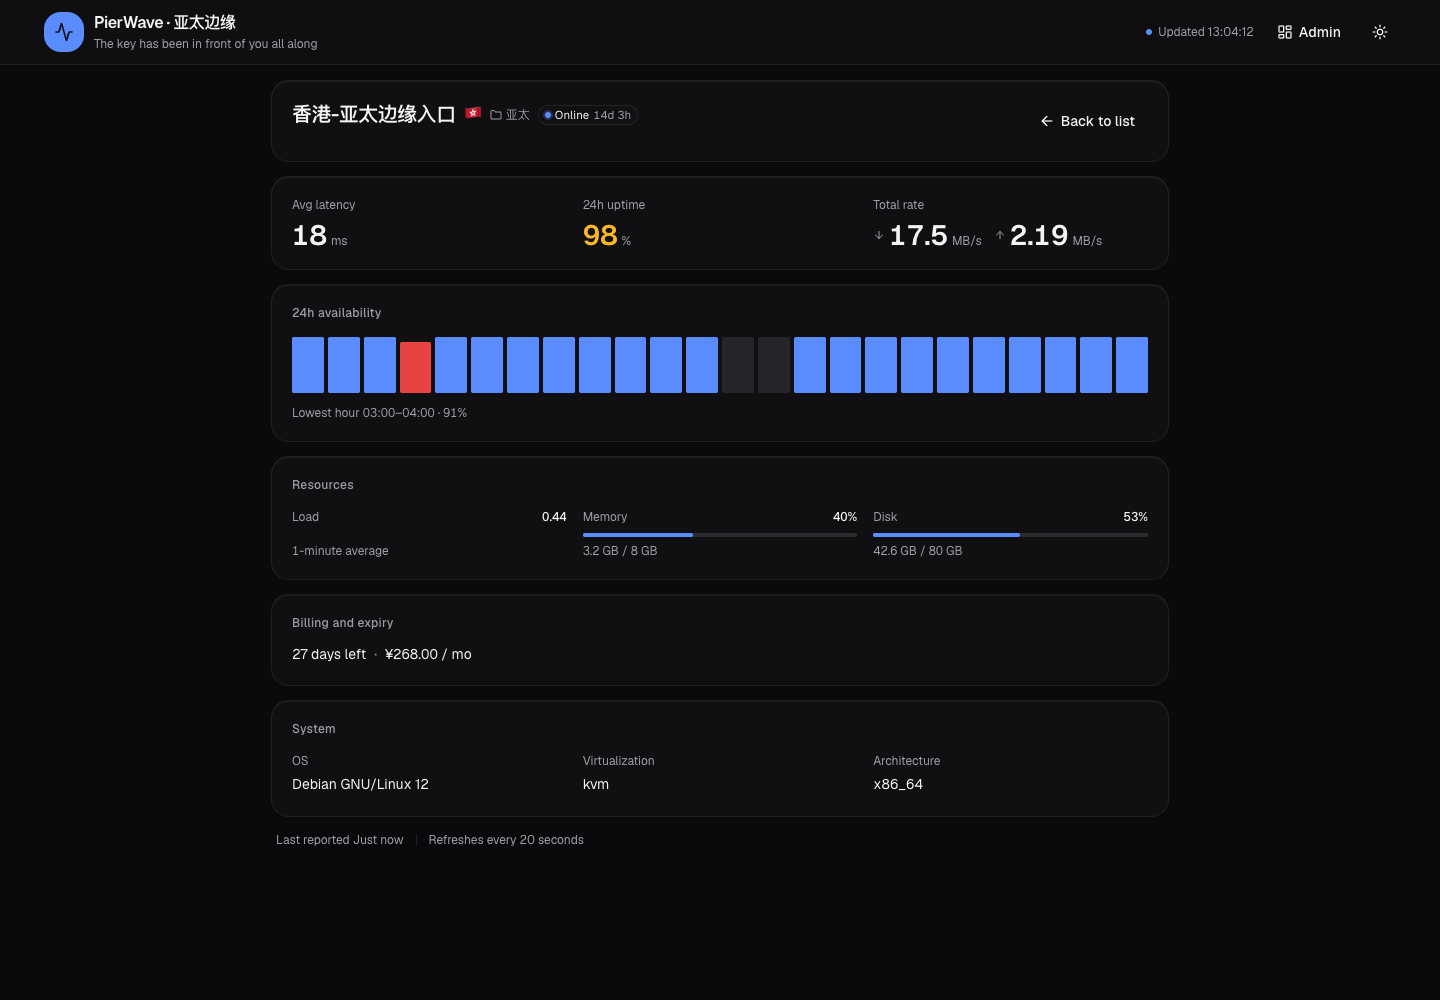 PierWave · 亚太边缘
The key has been in front of you all along
Updated 13:04:12
Admin
香港-亚太边缘入口
亚太
Online 14d 3h
Back to list
Avg latency
18 ms
24h uptime
98 %
Total rate
↓ 17.5 MB/s ↑ 2.19 MB/s
24h availability
Lowest hour 03:00–04:00 · 91%
Resources
Load 0.44
1-minute average
Memory 40%
3.2 GB / 8 GB
Disk 53%
42.6 GB / 80 GB
Billing and expiry
27 days left · ¥268.00 / mo
System
OS
Debian GNU/Linux 12
Virtualization
kvm
Architecture
x86_64
Last reported Just now
Refreshes every 20 seconds